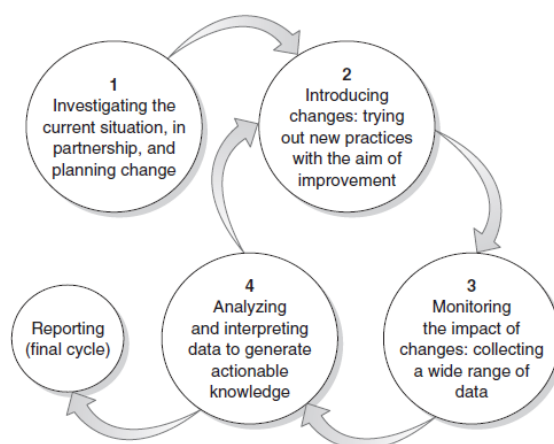 1
Investigating the
current situation, in
partnership, and
planning change
2
Introducing
changes: trying
out new practices
with the aim of
improvement
3
Monitoring
the impact of
changes: collecting
a wide range of
data
4
Analyzing
and interpreting
data to generate
actionable
knowledge
Reporting
(final cycle)